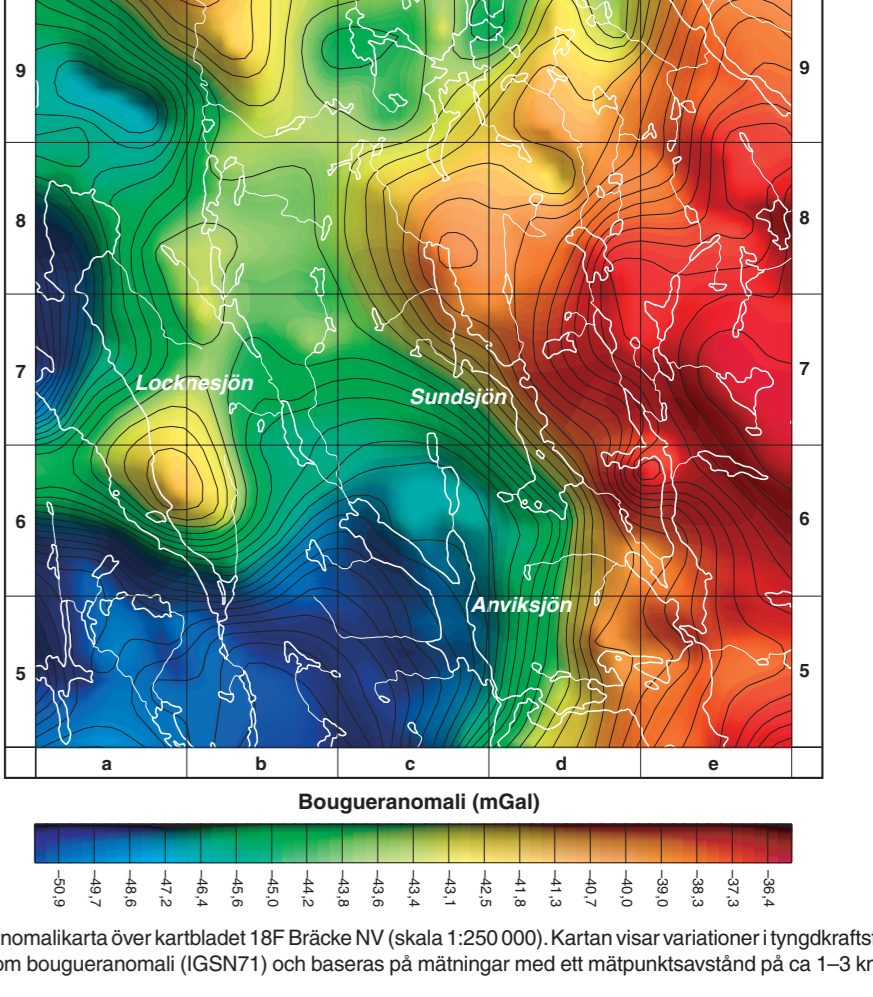 9
9
8
8
7
7
Locknesjön
Sundsjön
6
6
Anviksjön
5
5
a b c d e
Bougueranomali (mGal)
–50,9 –49,7 –48,6 –47,2 –46,4 –45,6 –45,0 –44,2 –43,8 –43,6 –43,4 –43,1 –42,5 –41,8 –41,3 –40,7 –40,0 –39,0 –38,3 –37,3 –36,4
nomalikarta över kartbladet 18F Bräcke NV (skala 1:250 000). Kartan visar variationer i tyngdkraftsf
om bougueranomali (IGSN71) och baseras på mätningar med ett mätpunktsavstånd på ca 1–3 km